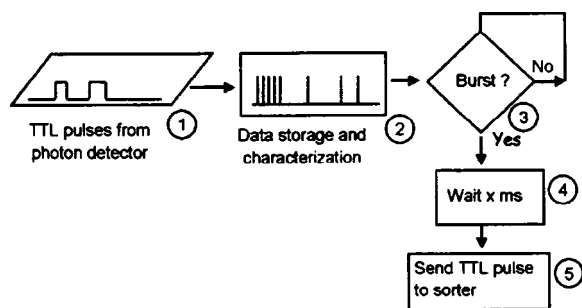 TTL pulses from
photon detector
1
Data storage and
characterization
2
Burst ?
No
3
Yes
Wait x ms
4
Send TTL pulse
to sorter
5